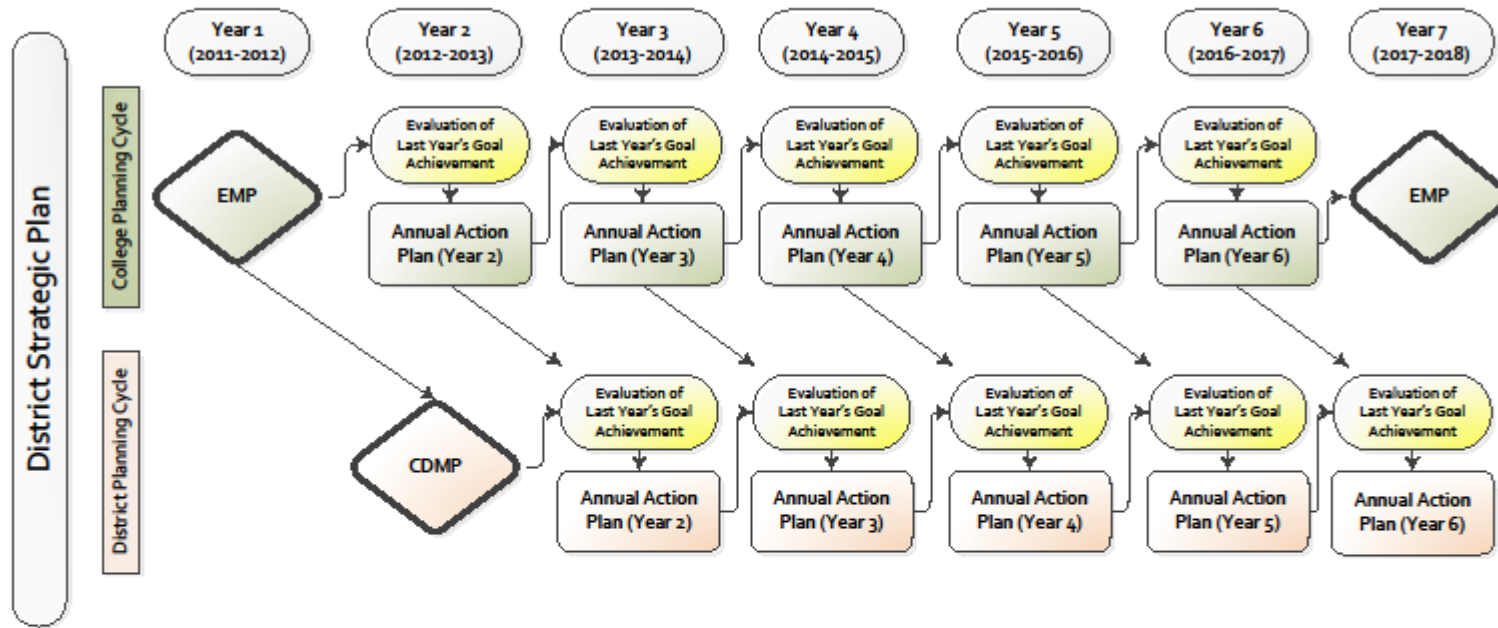 District Strategic Plan
Year 1
(2011-2012)
Year 2
(2012-2013)
Year 3
(2013-2014)
Year 4
(2014-2015)
Year 5
(2015-2016)
Year 6
(2016-2017)
Year 7
(2017-2018)
College Planning Cycle
EMP
Evaluation of
Last Year's Goal
Achievement
Annual Action
Plan (Year 2)
Evaluation of
Last Year's Goal
Achievement
Annual Action
Plan (Year 3)
Evaluation of
Last Year's Goal
Achievement
Annual Action
Plan (Year 4)
Evaluation of
Last Year's Goal
Achievement
Annual Action
Plan (Year 5)
Evaluation of
Last Year's Goal
Achievement
Annual Action
Plan (Year 6)
EMP
District Planning Cycle
CDMP
Evaluation of
Last Year's Goal
Achievement
Annual Action
Plan (Year 2)
Evaluation of
Last Year's Goal
Achievement
Annual Action
Plan (Year 3)
Evaluation of
Last Year's Goal
Achievement
Annual Action
Plan (Year 4)
Evaluation of
Last Year's Goal
Achievement
Annual Action
Plan (Year 5)
Evaluation of
Last Year's Goal
Achievement
Annual Action
Plan (Year 6)